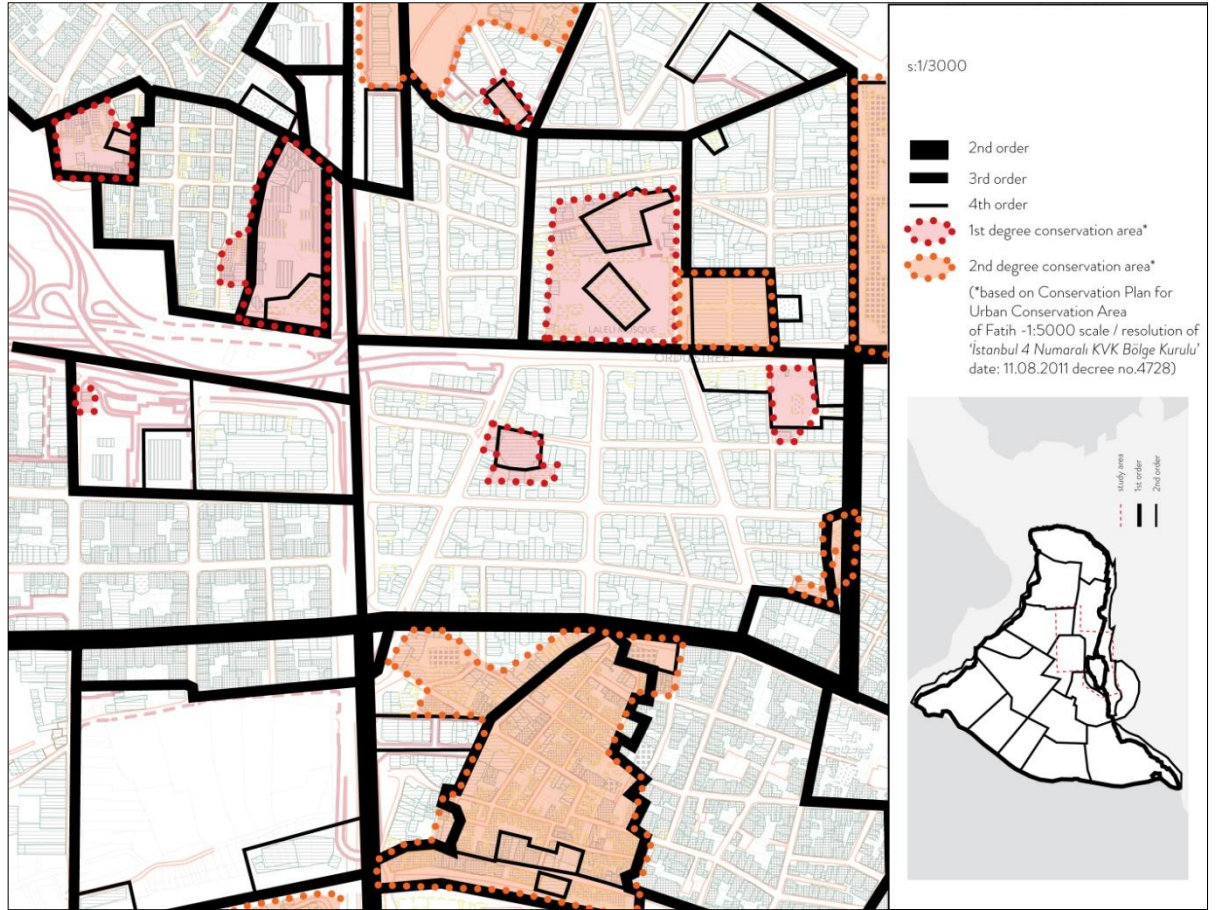 LALELI MOSQUE
ORDU STREET
s:1/3000
2nd order
3rd order
4th order
1st degree conservation area*
2nd degree conservation area*
(*based on Conservation Plan for
Urban Conservation Area
of Fatih -1:5000 scale / resolution of
'İstanbul 4 Numaralı KVK Bölge Kurulu'
date: 11.08.2011 decree no.4728)
study area
1st order
2nd order